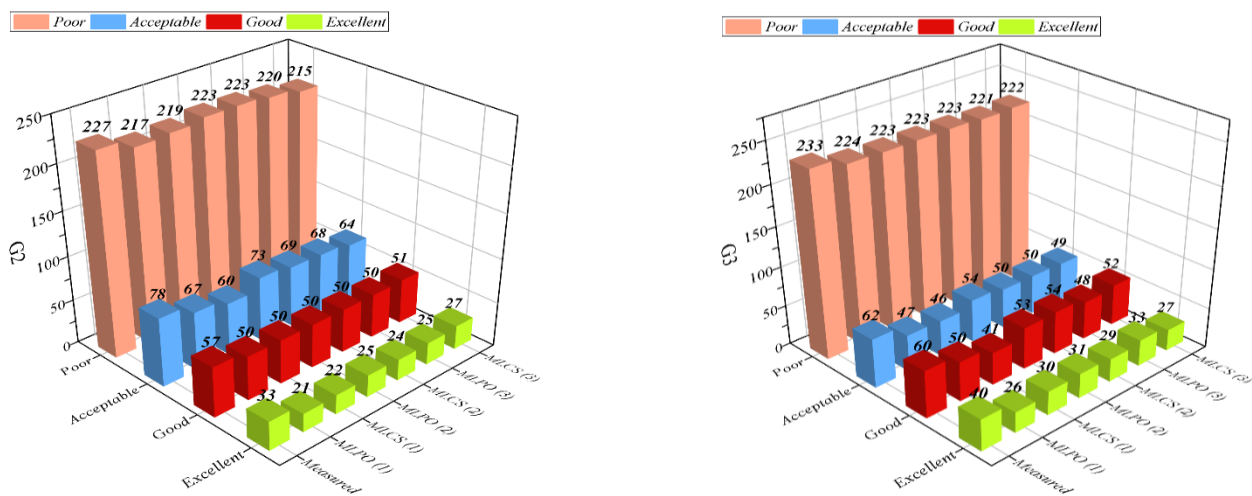 Poor Acceptable Good Excellent
250
200
150
100
50
0
G2
227 217 219 223 223 220 215
78 67 60 73 69 68 64
57 50 50 50 50 50 51
33 21 22 25 24 25 27
Poor
Acceptable
Good
Excellent
Measured
MLPO (1)
MLCS (1)
MLPO (2)
MLCS (2)
MLPO (3)
MLCS (3)
Poor Acceptable Good Excellent
250
200
150
100
50
0
G3
233 224 223 223 223 221 222
62 47 46 54 50 50 49
60 50 41 53 54 48 52
40 26 30 31 29 33 27
Poor
Acceptable
Good
Excellent
Measured
MLPO (1)
MLCS (1)
MLPO (2)
MLCS (2)
MLPO (3)
MLCS (3)